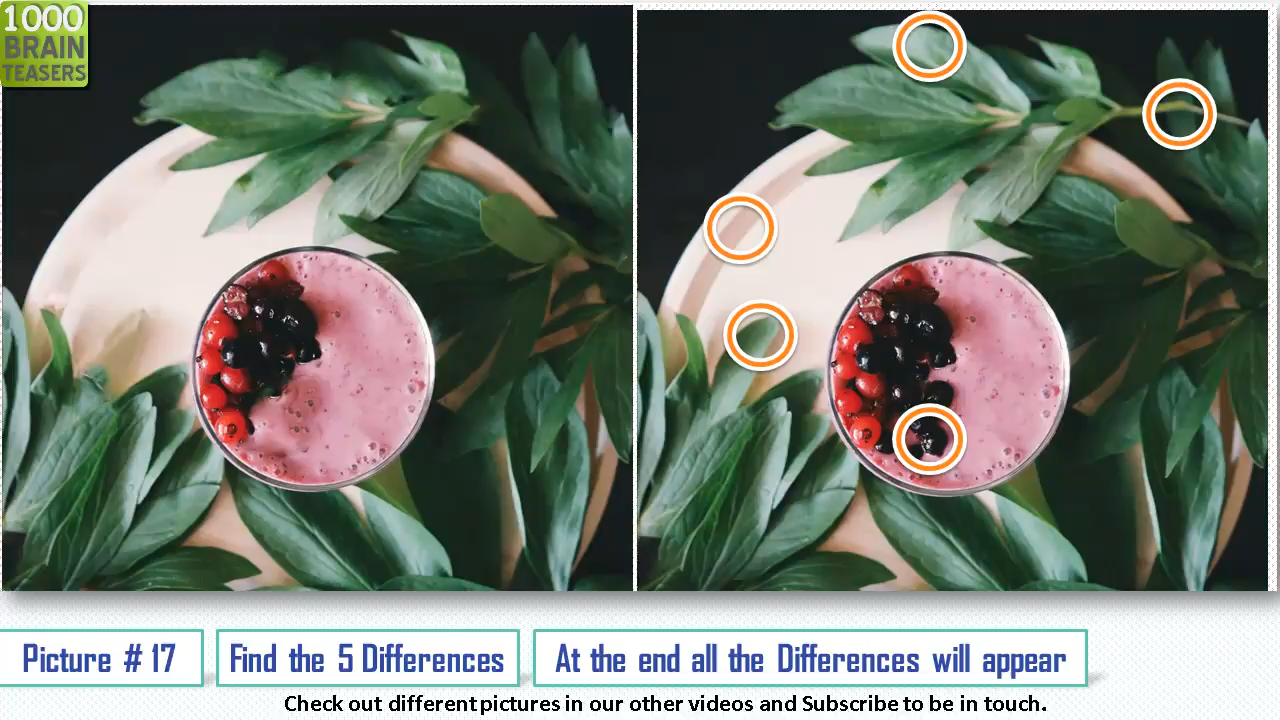 1000
BRAIN
TEASERS
Picture # 17
Find the 5 Differences
At the end all the Differences will appear
Check out different pictures in our other videos and Subscribe to be in touch.